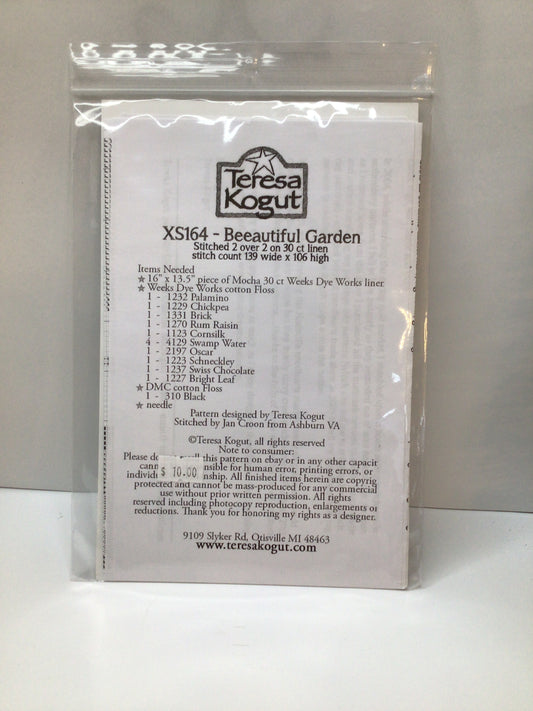 Teresa
Kogut
XS164 - Beeautiful Garden
Stitched 2 over 2 on 30 ct linen
stitch count 139 wide x 106 high
Items Needed
★ 16" x 13.5" piece of Mocha 30 ct Weeks Dye Works linen
★ Weeks Dye Works cotton Floss
1 - 1232 Palamino
1 - 1229 Chickpea
1 - 1331 Brick
1 - 1270 Rum Raisin
1 - 1123 Cornsilk
4 - 4129 Swamp Water
1 - 2197 Oscar
1 - 1223 Schneckley
1 - 1237 Swiss Chocolate
1 - 1227 Bright Leaf
★ DMC cotton Floss
1 - 310 Black
★ needle
Pattern designed by Teresa Kogut
Stitched by Jan Croon from Ashburn VA
©Teresa Kogut, all rights reserved
Note to consumer:
Please do this pattern on ebay or in any other capacit
for human error, printing errors, or
All finished items herein are copyrig
protected and cannot be mass-produced for any commercial
use without prior written permission. All rights
reserved including photocopy reproduction, enlargements or
reductions. Thank you for honoring my rights as a designer.
$ 10.00
9109 Slyker Rd, Otisville MI 48463
www.teresakogut.com